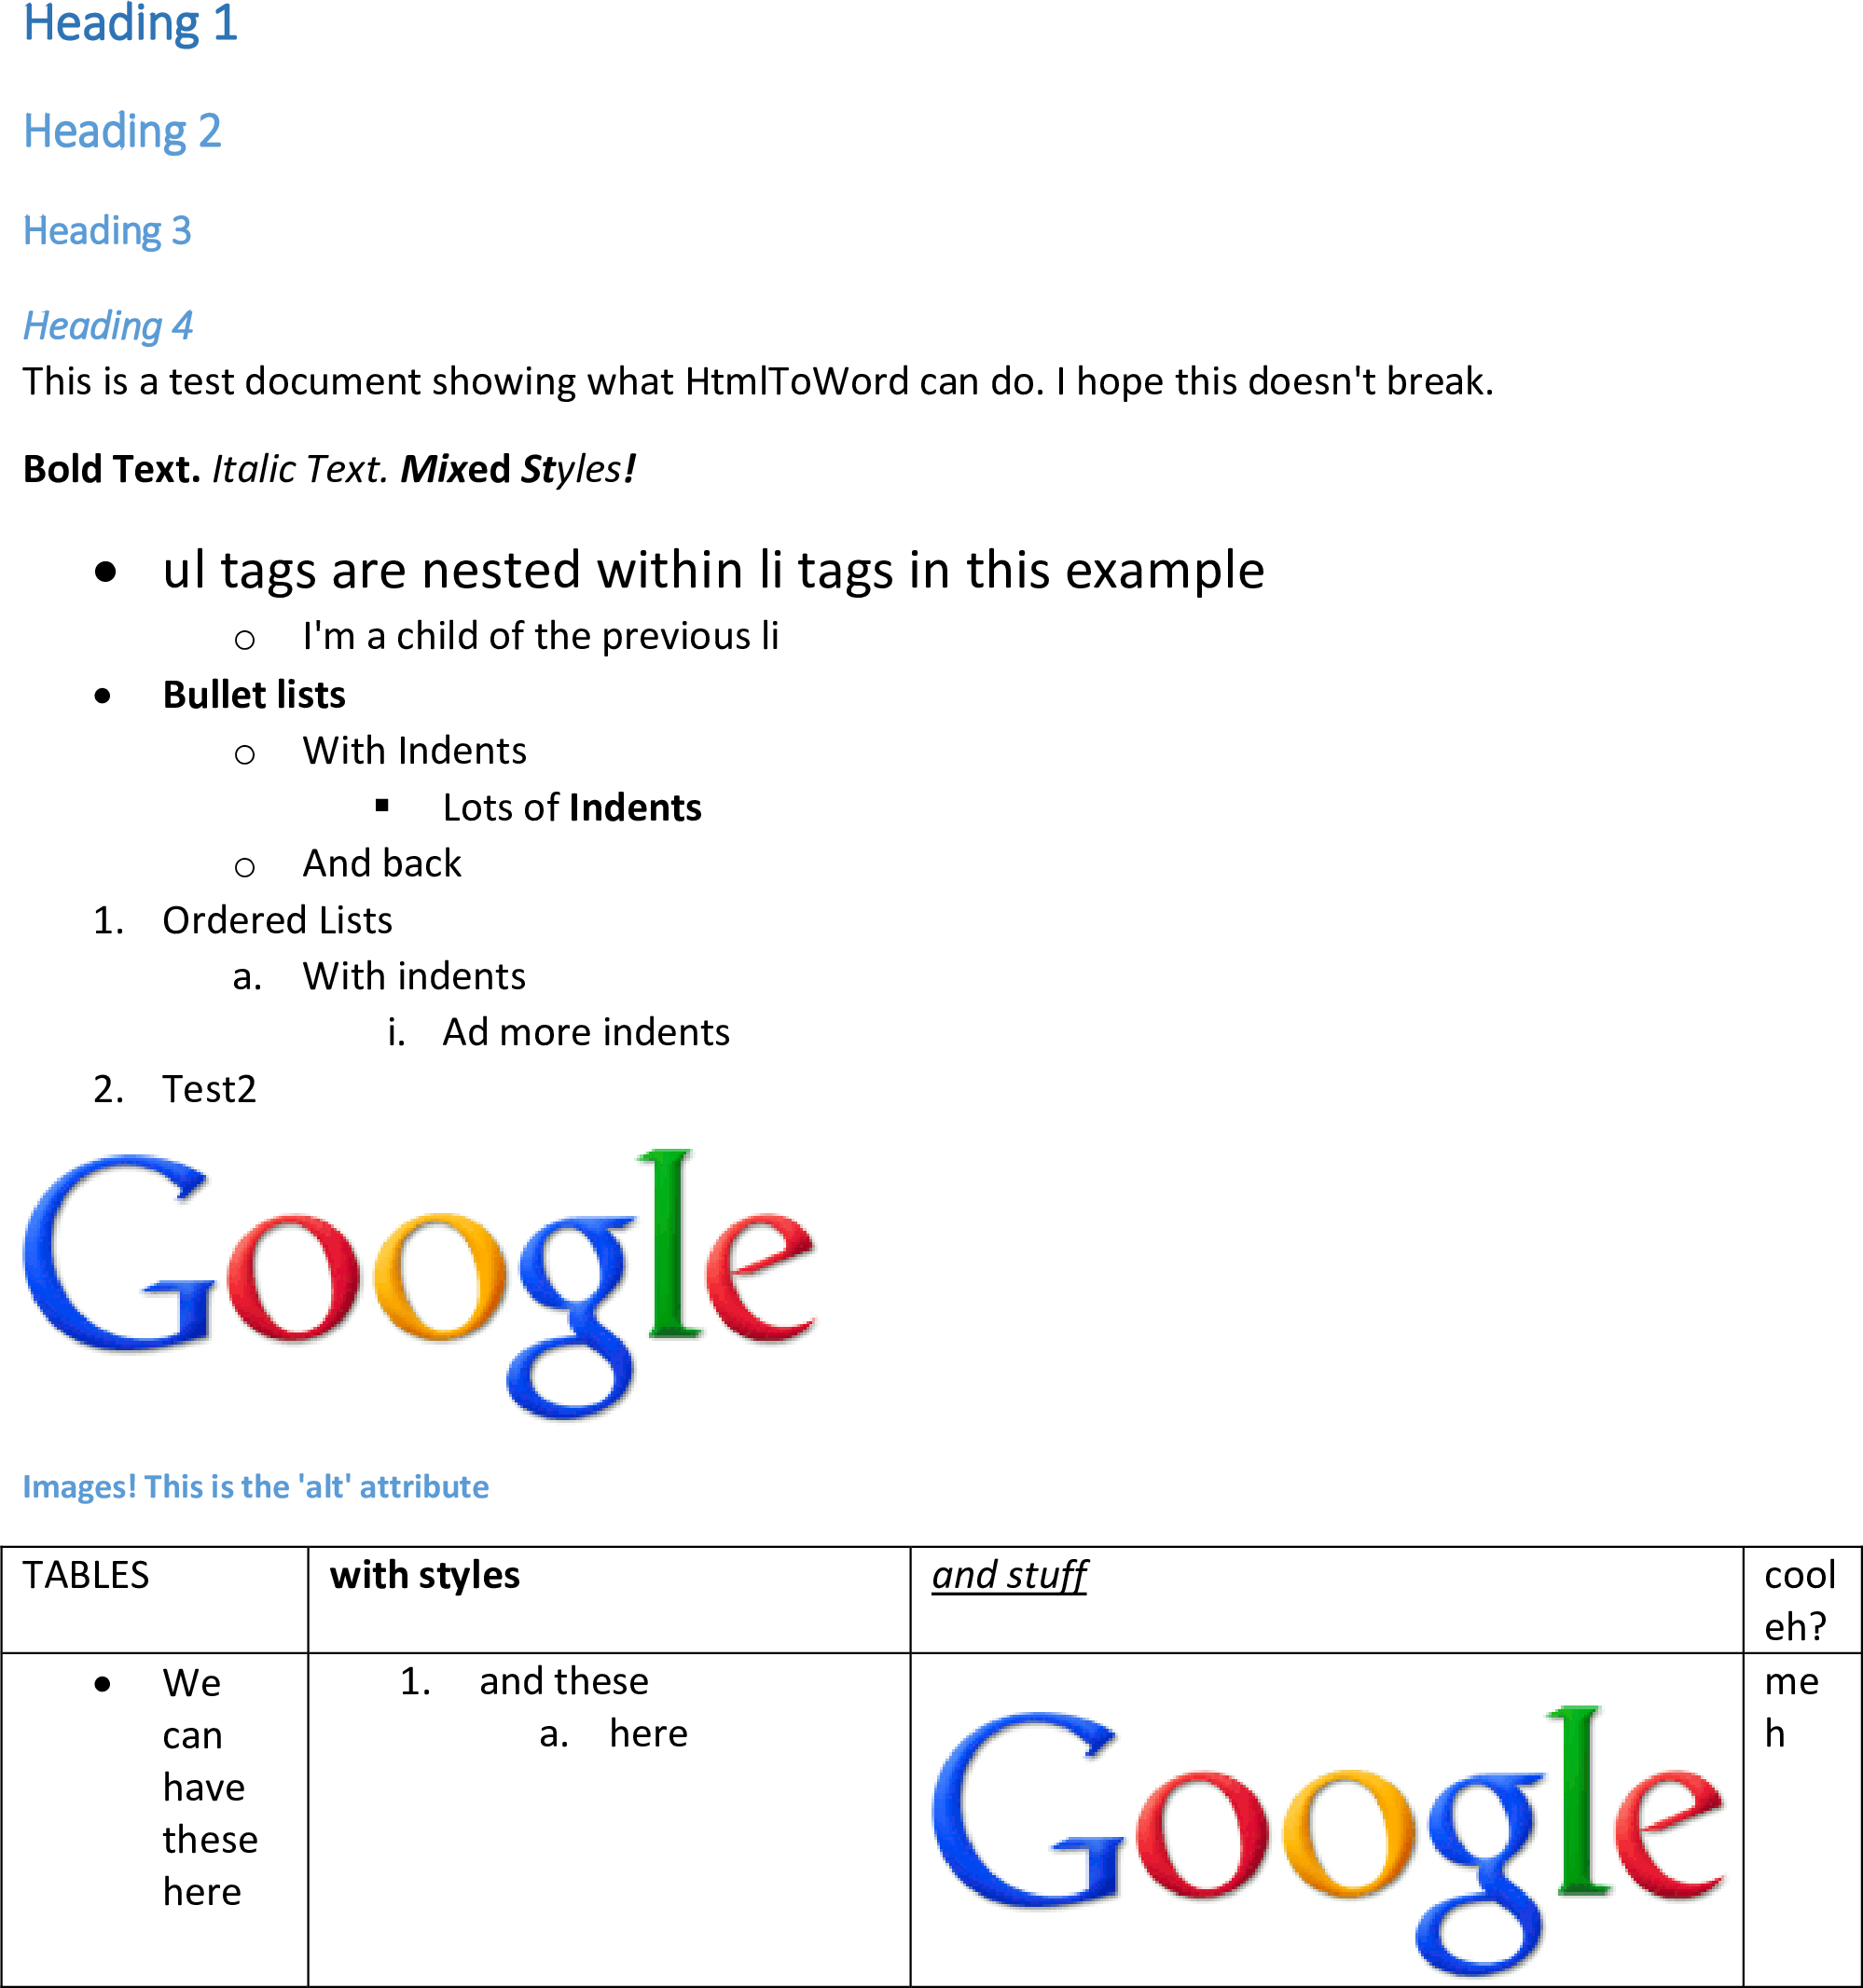 Heading 1
Heading 2
Heading 3
Heading 4
This is a test document showing what HtmlToWord can do. I hope this doesn't break.
Bold Text. Italic Text. Mixed Styles!
• ul tags are nested within li tags in this example
o I'm a child of the previous li
• Bullet lists
o With Indents
▪ Lots of Indents
o And back
1. Ordered Lists
a. With indents
i. Ad more indents
2. Test2
Google
Images! This is the 'alt' attribute
TABLES
with styles
and stuff
cool
eh?
• We
can
have
these
here
1. and these
a. here
Google
me
h